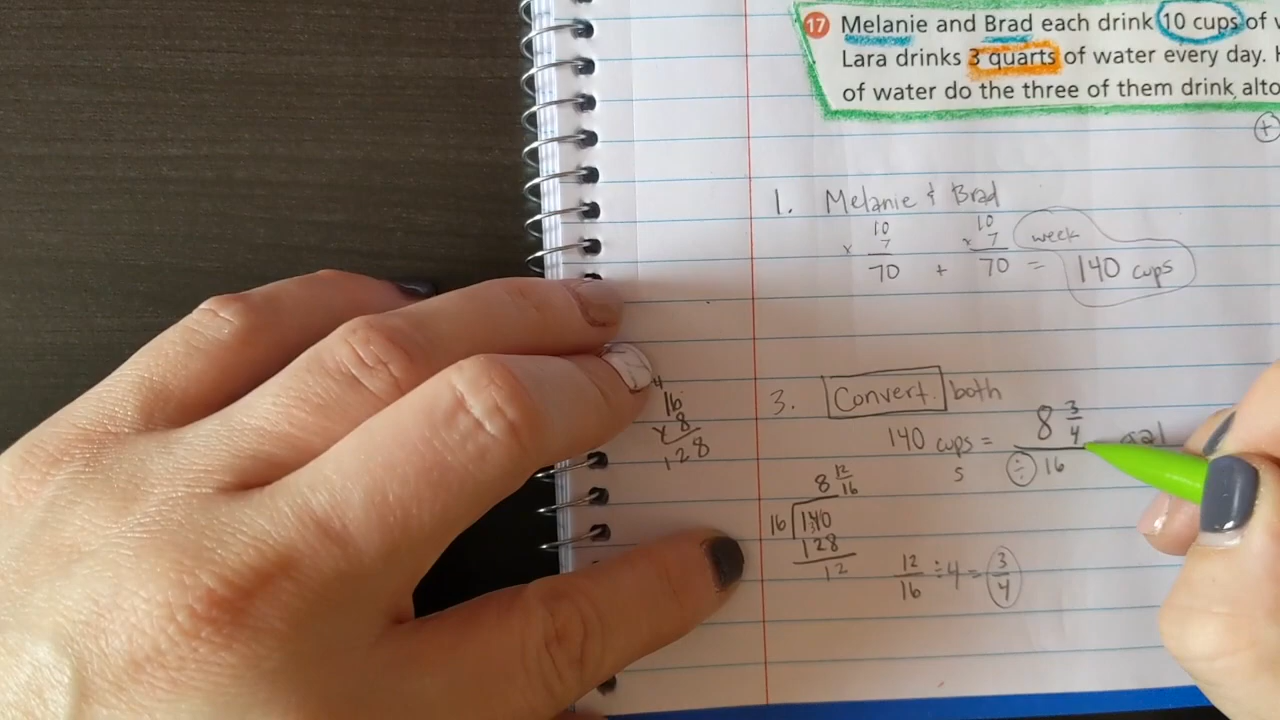 17 Melanie and Brad each drink 10 cups of
Lara drinks 3 quarts of water every day.
of water do the three of them drink, alto
+
1. Melanie & Brad
10 10
x 7 x 7 week
70 + 70 = 140 cups
3. Convert both
140 cups = 8 3/4 gal
s ÷ 16
4
16
x 8
128
8 12/16
16 140
128
12
12/16 ÷ 4 = 3/4